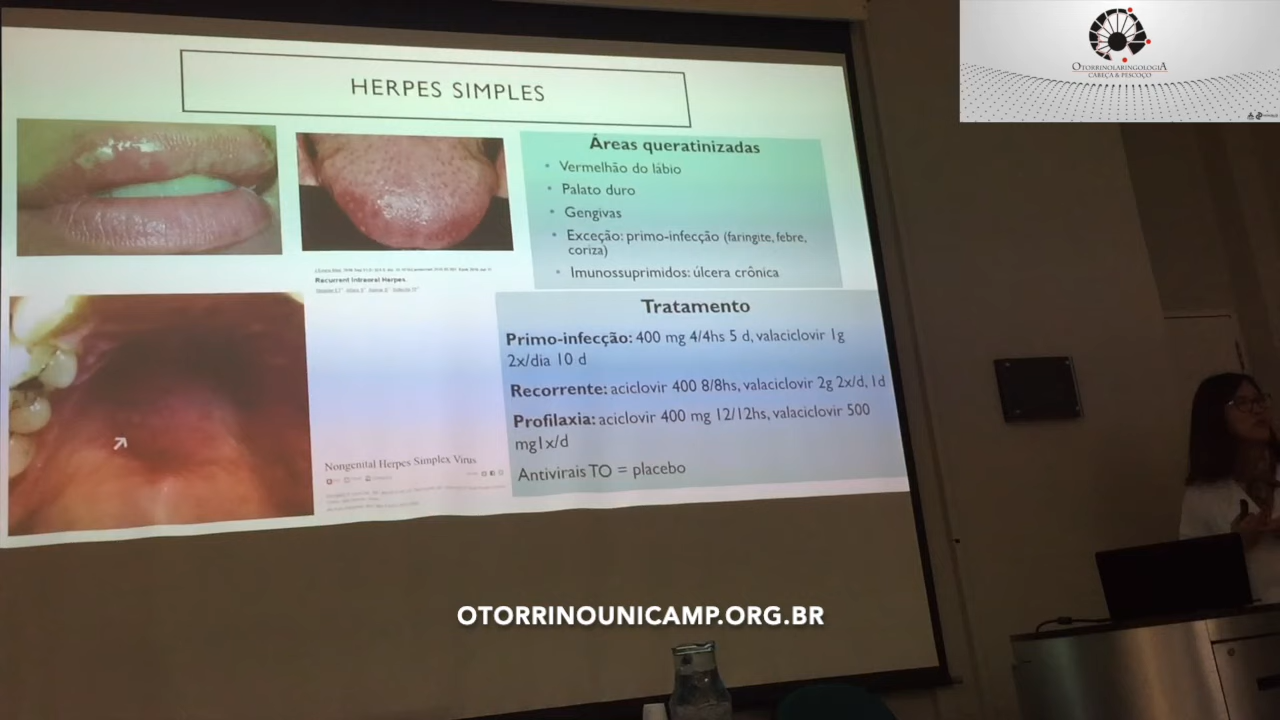 HERPES SIMPLES
Áreas queratinizadas
• Vermelhão do lábio
• Palato duro
• Gengivas
• Exceção: primo-infecção (faringite, febre,
coriza)
• Imunossuprimidos: úlcera crônica
Recurrent Intraoral Herpes.
Tratamento
Primo-infecção: 400 mg 4/4hs 5 d, valaciclovir 1g
2x/dia 10 d
Recorrente: aciclovir 400 8/8hs, valaciclovir 2g 2x/d, 1d
Profilaxia: aciclovir 400 mg 12/12hs, valaciclovir 500
mg1x/d
Antivirais TO = placebo
Nongenital Herpes Simplex Virus
OTORRINOLARINGOLOGIA
CABEÇA & PESCOÇO
OTORRINOUNICAMP.ORG.BR